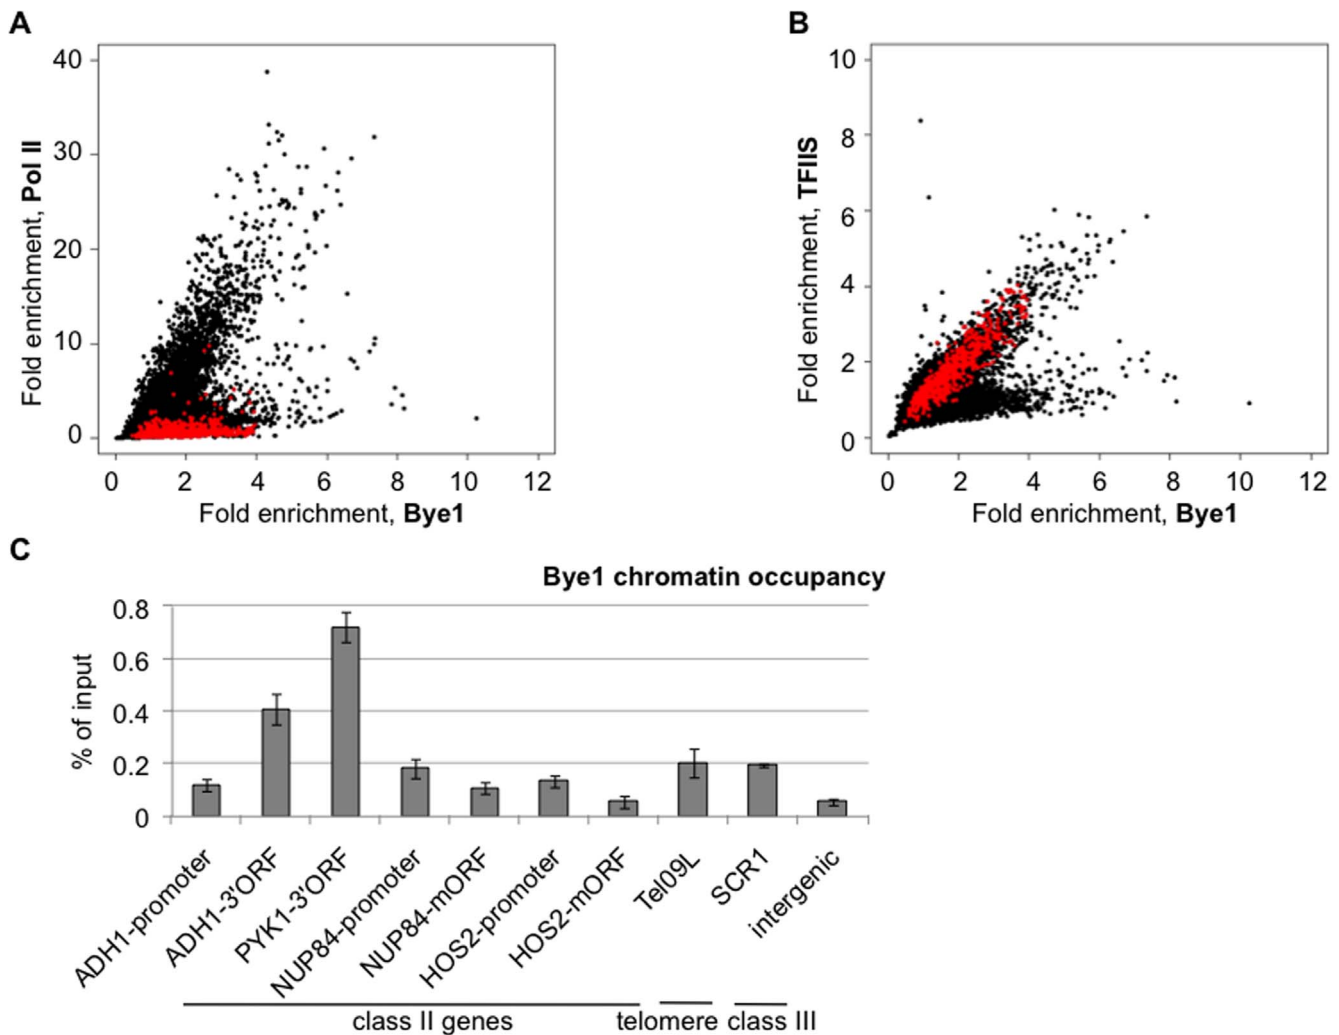 A
B
40
30
20
10
0
Fold enrichment, Pol II
0 2 4 6 8 10 12
Fold enrichment, Bye1
10
8
6
4
2
0
Fold enrichment, TFIIS
0 2 4 6 8 10 12
Fold enrichment, Bye1
C
Bye1 chromatin occupancy
0.8
0.6
0.4
0.2
0
% of input
ADH1-promoter
ADH1-3'ORF
PYK1-3'ORF
NUP84-promoter
NUP84-mORF
HOS2-promoter
HOS2-mORF
Tel09L
SCR1
intergenic
class II genes
telomere
class III